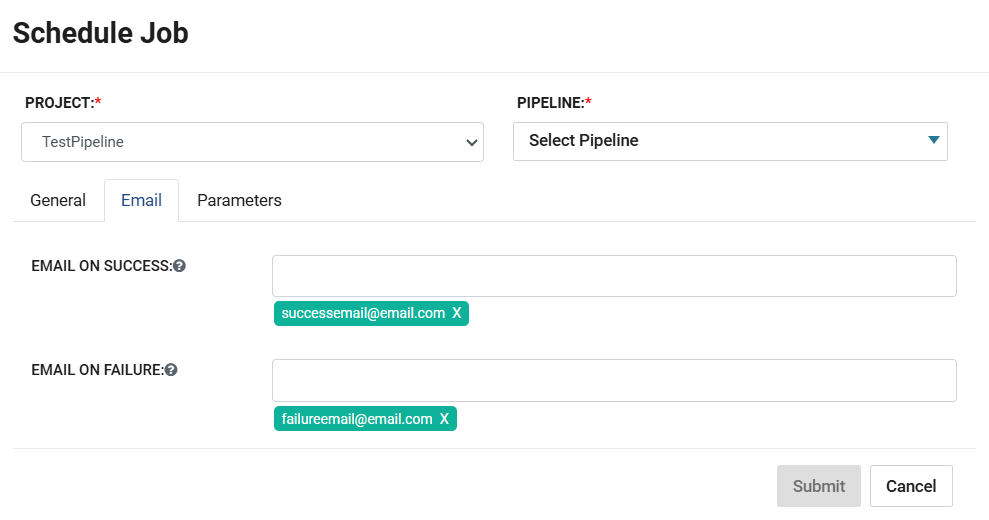 Schedule Job
PROJECT:* PIPELINE:*
TestPipeline Select Pipeline
General Email Parameters
EMAIL ON SUCCESS:?
successemail@email.com X
EMAIL ON FAILURE:?
failureemail@email.com X
Submit Cancel